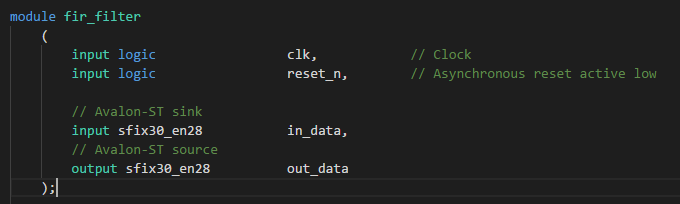 module fir_filter
(
input logic clk, // Clock
input logic reset_n, // Asynchronous reset active low
// Avalon-ST sink
input sfix30_en28 in_data,
// Avalon-ST source
output sfix30_en28 out_data
);